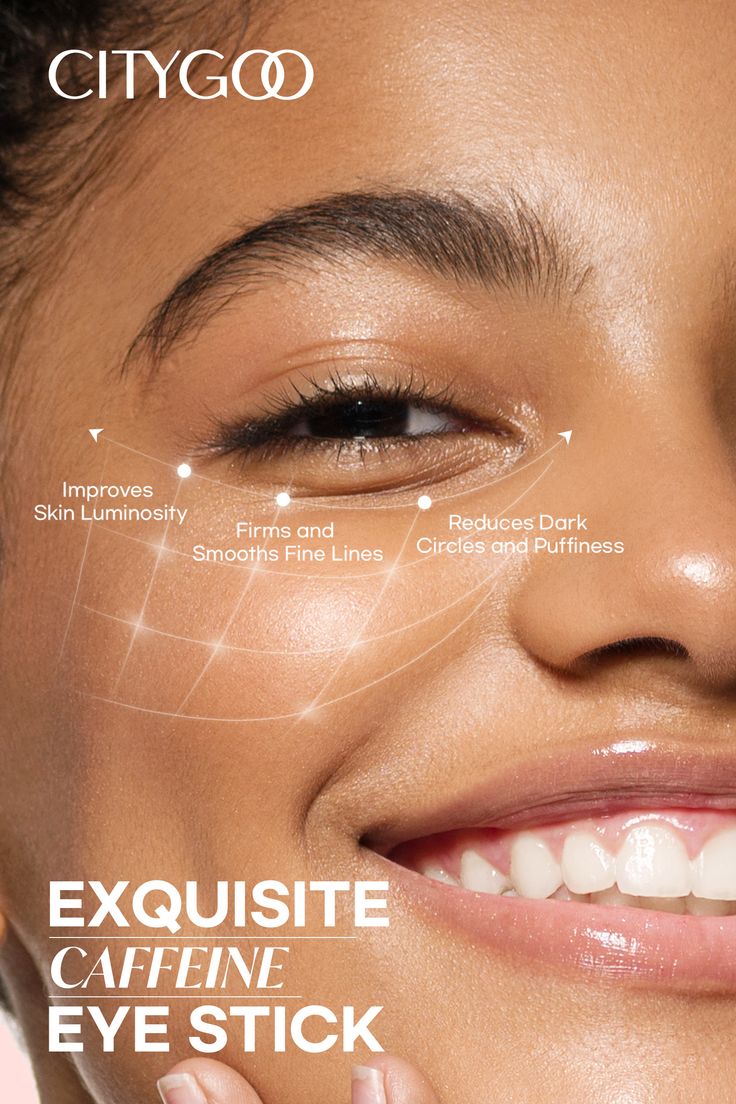 CITYGOO
Improves
Skin Luminosity
Firms and
Smooths Fine Lines
Reduces Dark
Circles and Puffiness
EXQUISITE
CAFFEINE
EYE STICK